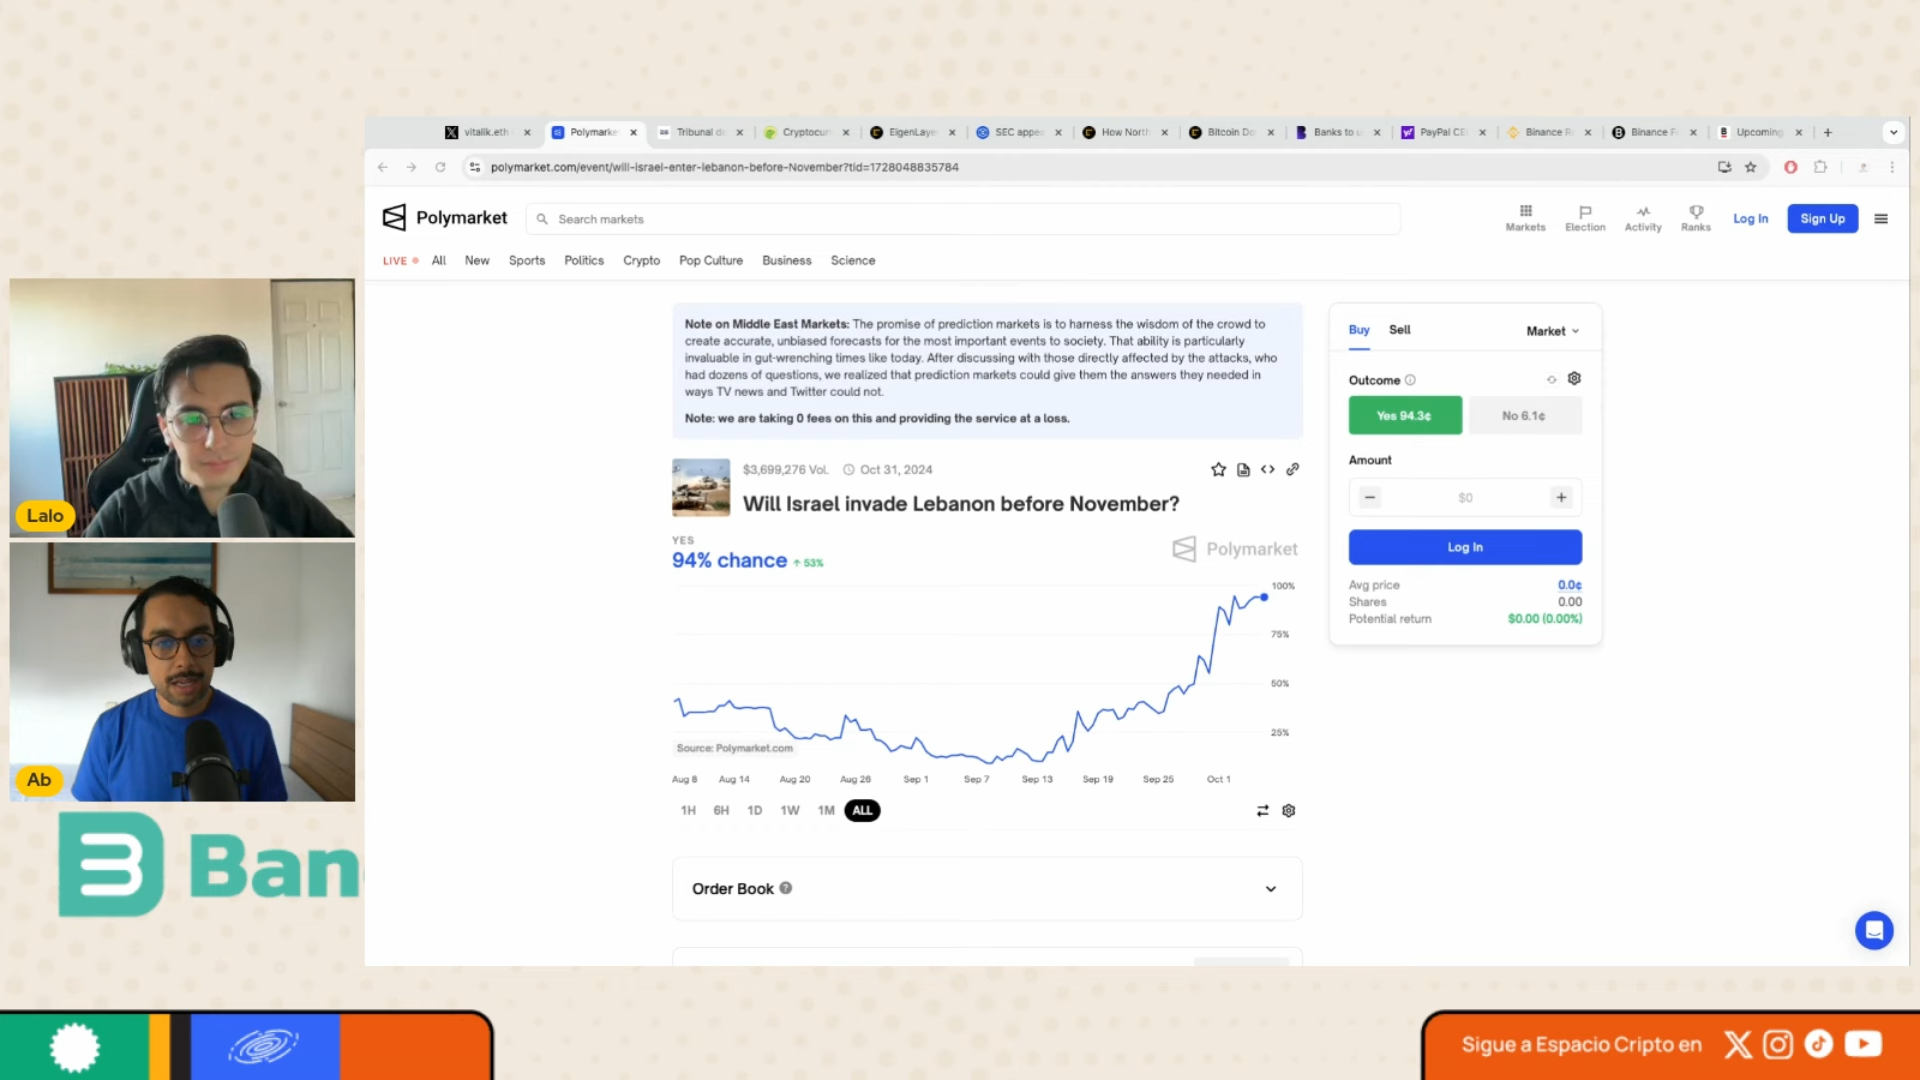 vitalik.eth
Polymarke
Tribunal de
Cryptocurr
EigenLaye
SEC appe
How North
Bitcoin Do
Banks to u
PayPal CE
Binance R
Binance F
Upcoming
polymarket.com/event/will-israel-enter-lebanon-before-November?tid=1728048835784
Polymarket
Search markets
Markets
Election
Activity
Ranks
Log In
Sign Up
LIVE
All
New
Sports
Politics
Crypto
Pop Culture
Business
Science
Note on Middle East Markets: The promise of prediction markets is to harness the wisdom of the crowd to
create accurate, unbiased forecasts for the most important events to society. That ability is particularly
invaluable in gut-wrenching times like today. After discussing with those directly affected by the attacks, who
had dozens of questions, we realized that prediction markets could give them the answers they needed in
ways TV news and Twitter could not.
Note: we are taking 0 fees on this and providing the service at a loss.
$3,699,276 Vol.
Oct 31, 2024
Will Israel invade Lebanon before November?
YES
94% chance
53%
Polymarket
100%
75%
50%
25%
Source: Polymarket.com
Aug 8
Aug 14
Aug 20
Aug 26
Sep 1
Sep 7
Sep 13
Sep 19
Sep 25
Oct 1
1H
6H
1D
1W
1M
ALL
Order Book
Buy
Sell
Market
Outcome
Yes 94.3¢
No 6.1¢
Amount
$0
Log In
Avg price
0.0¢
Shares
0.00
Potential return
$0.00 (0.00%)
Lalo
Ab
Ban
Sigue a Espacio Cripto en